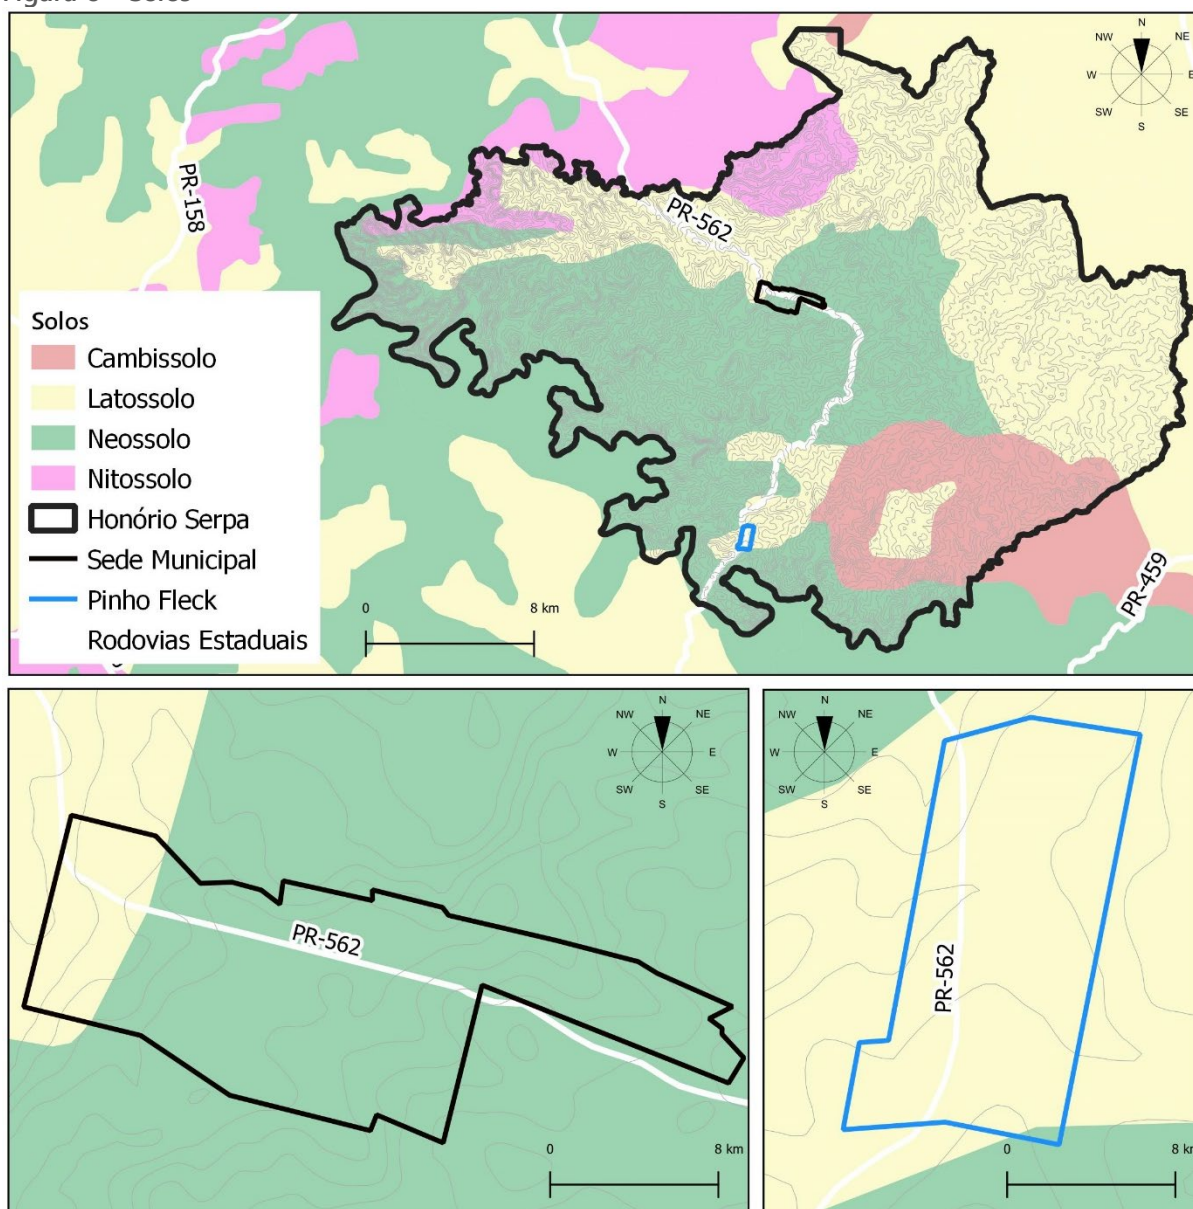 N
NW
NE
W
E
SW
SE
S
PR-158
PR-562
Solos
Cambissolo
Latossolo
Neossolo
Nitossolo
Honório Serpa
Sede Municipal
Pinho Fleck
Rodovias Estaduais
0
8 km
PR-459
N
NW
NE
W
E
SW
SE
S
PR-562
0
8 km
N
NW
NE
W
E
SW
SE
S
PR-562
0
8 km